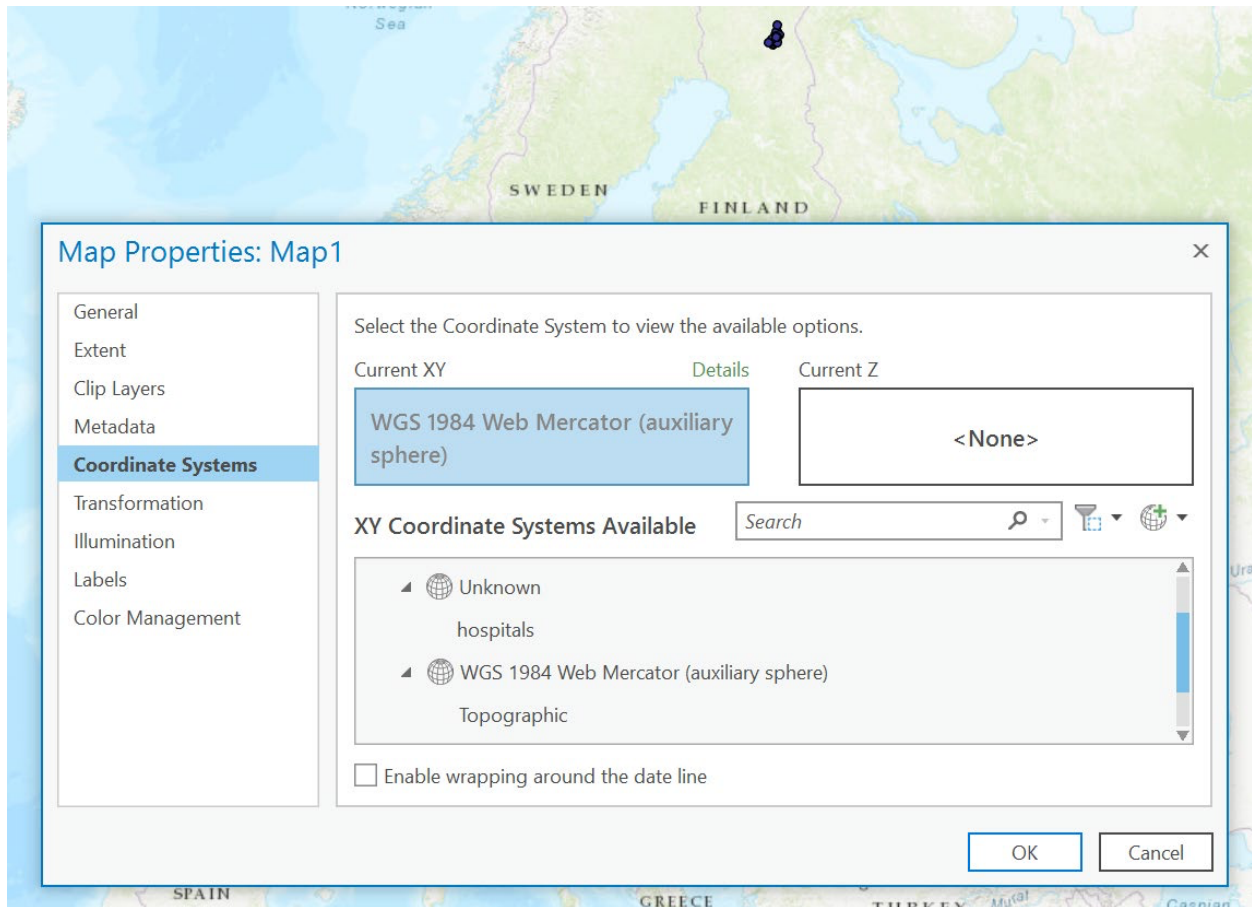 Sea
SWEDEN
FINLAND
Map Properties: Map1
General
Extent
Clip Layers
Metadata
Coordinate Systems
Transformation
Illumination
Labels
Color Management
Select the Coordinate System to view the available options.
Current XY
Details
Current Z
WGS 1984 Web Mercator (auxiliary
sphere)
<None>
XY Coordinate Systems Available
Search
Unknown
hospitals
WGS 1984 Web Mercator (auxiliary sphere)
Topographic
Enable wrapping around the date line
OK
Cancel
SPAIN
GREECE